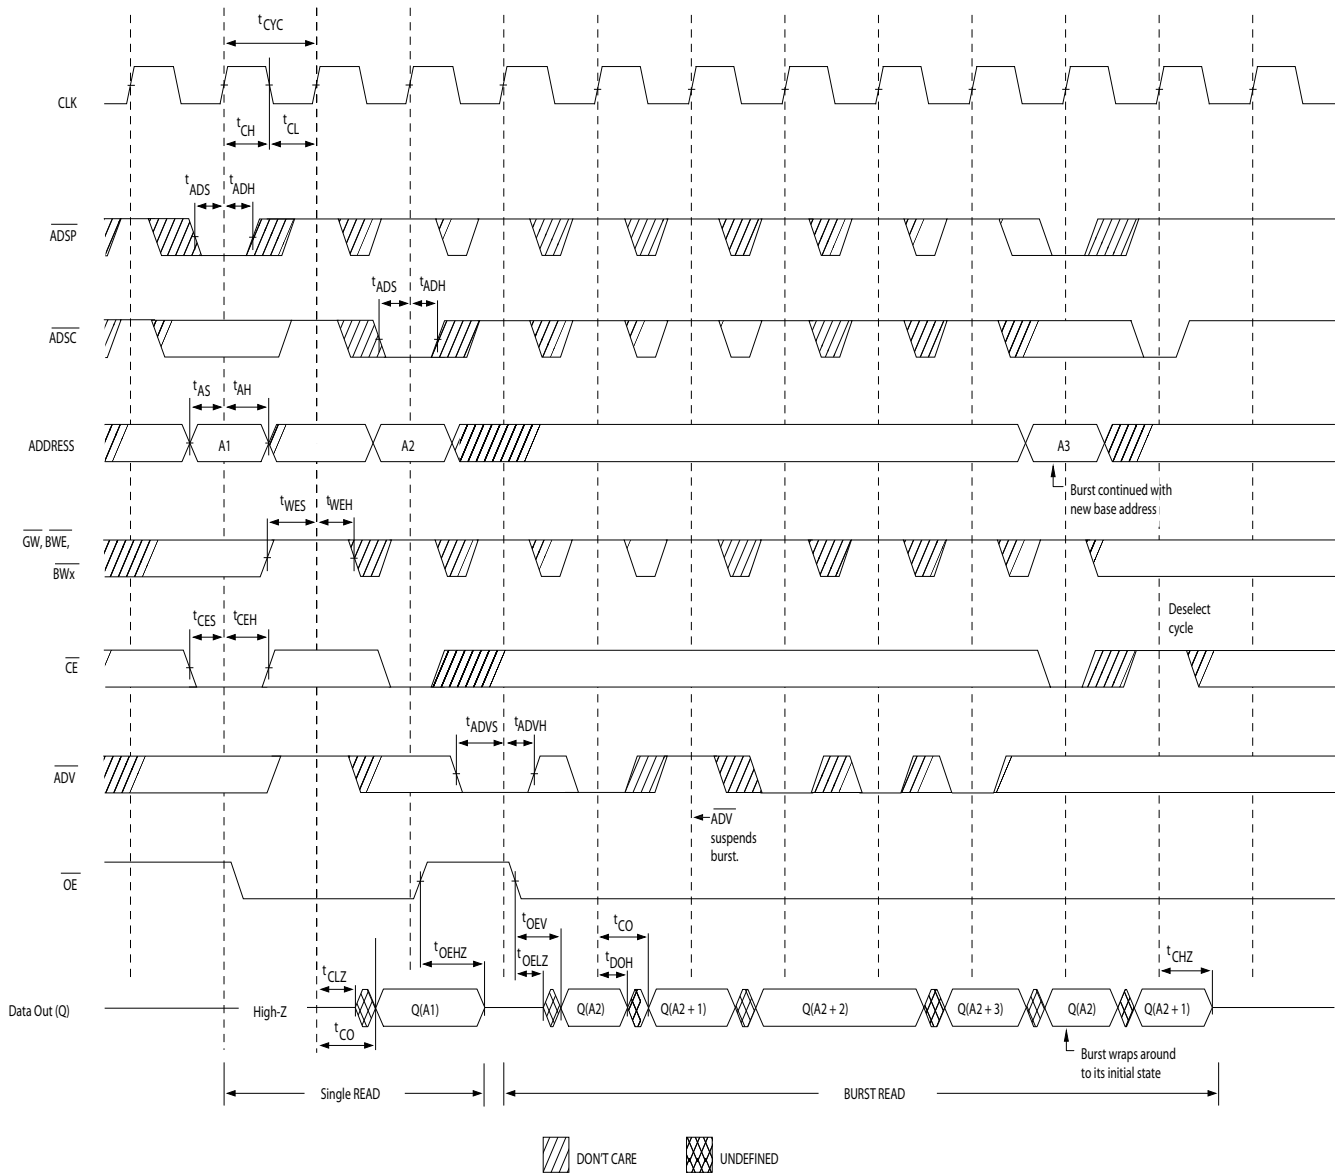 tCYC
CLK
tCH
tCL
tADS
tADH
ADSP
tADS
tADH
ADSC
tAS
tAH
ADDRESS
A1
A2
A3
Burst continued with
new base address
tWES
tWEH
GW, BWE,
BWx
tCES
tCEH
Deselect
cycle
CE
tADVS
tADVH
ADV
ADV
suspends
burst.
OE
tOEV
tCO
tOEHZ
tOELZ
tDOH
tCHZ
tCLZ
Data Out (Q)
High-Z
Q(A1)
Q(A2)
Q(A2 + 1)
Q(A2 + 2)
Q(A2 + 3)
Q(A2)
Q(A2 + 1)
tCO
Burst wraps around
to its initial state
Single READ
BURST READ
DON'T CARE
UNDEFINED